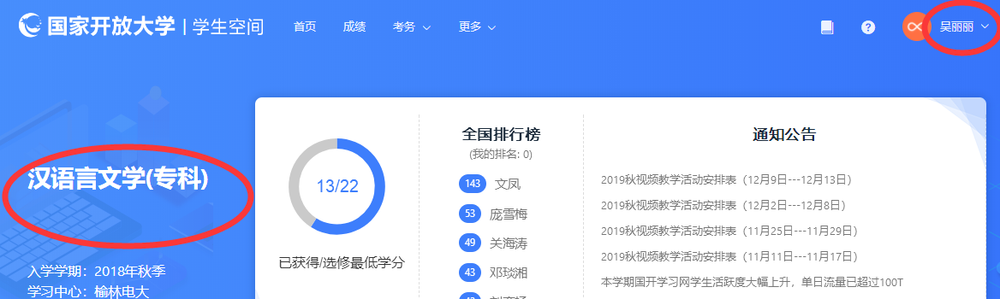 国家开放大学 | 学生空间 首页 成绩 考务 更多 ? 吴丽丽
汉语言文学(专科)
入学学期：2018年秋季
学习中心：榆林电大
13/22
已获得/选修最低学分
全国排行榜
(我的排名: 0)
143 文凤
53 庞雪梅
49 关海涛
43 邓琰湘
通知公告
2019秋视频教学活动安排表（12月9日---12月13日）
2019秋视频教学活动安排表（12月2日---12月8日）
2019秋视频教学活动安排表（11月25日---11月29日）
2019秋视频教学活动安排表（11月11日---11月17日）
本学期国开学习网学生活跃度大幅上升，单日流量已超过100T